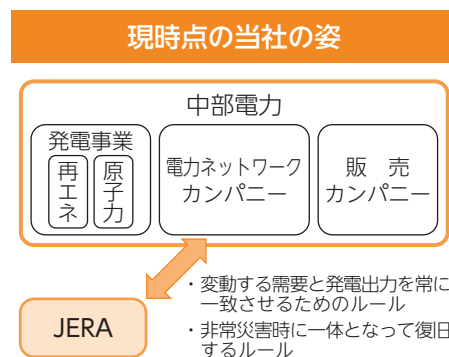 現時点の当社の姿
中部電力
発電事業
再エネ
原子力
電力ネットワーク
カンパニー
販　売
カンパニー
JERA
・変動する需要と発電出力を常に
一致させるためのルール
・非常災害時に一体となって復旧
するルール